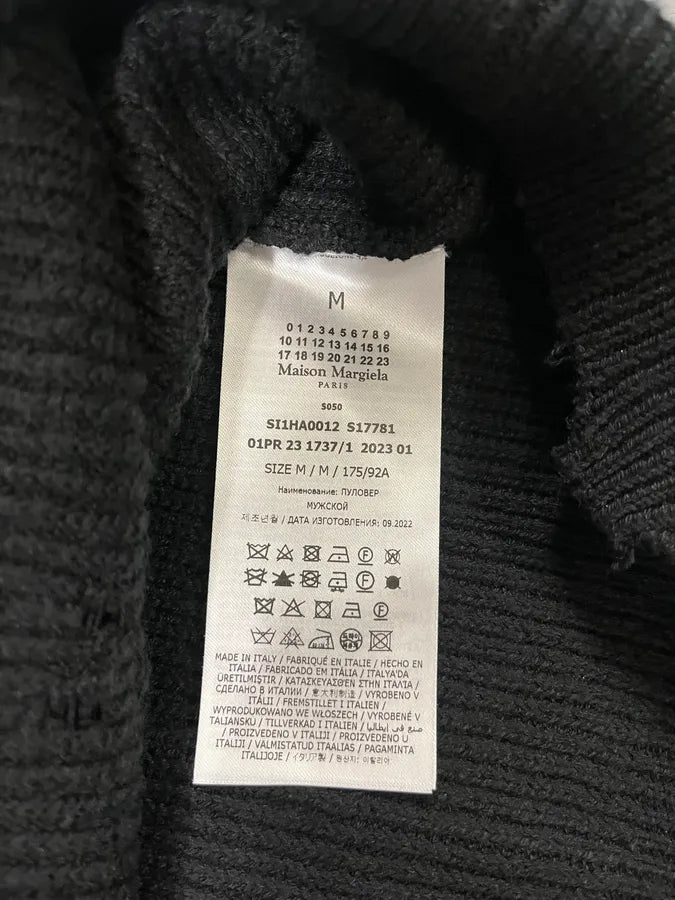 M
0 1 2 3 4 5 6 7 8 9
10 11 12 13 14 15 16
17 18 19 20 21 22 23
Maison Margiela
PARIS
S050
SI1HA0012 S17781
01PR 23 1737/1 2023 01
SIZE M / M / 175/92A
Наименование: ПУЛОВЕР
МУЖСКОЙ
제조년월 / ДАТА ИЗГОТОВЛЕНИЯ: 09.2022
MADE IN ITALY / FABRIQUÉ EN ITALIE / HECHO EN
ITALIA / FABRICADO EM ITÁLIA / ITALYA'DA
ÜRETILMISTIR / ΚΑΤΑΣΚΕΥΑΣΘΕΝ ΣΤΗΝ ΙΤΑΛΙΑ /
СДЕЛАНО В ИТАЛИИ / 意大利制造 / VYROBENO V
ITÁLII / FREMSTILLET I ITALIEN /
WYPRODUKOWANO WE WŁOSZECH / VYROBENÉ V
TALIANSKU / TILLVERKAD I ITALIEN / صنع في ايطاليا
/ PROIZVEDENO V ITALIJI / PROIZVEDENO U
ITALIJI / VALMISTATUD ITAALIAS / PAGAMINTA
ITALIJOJE / イタリア製 / 원산지: 이탈리아